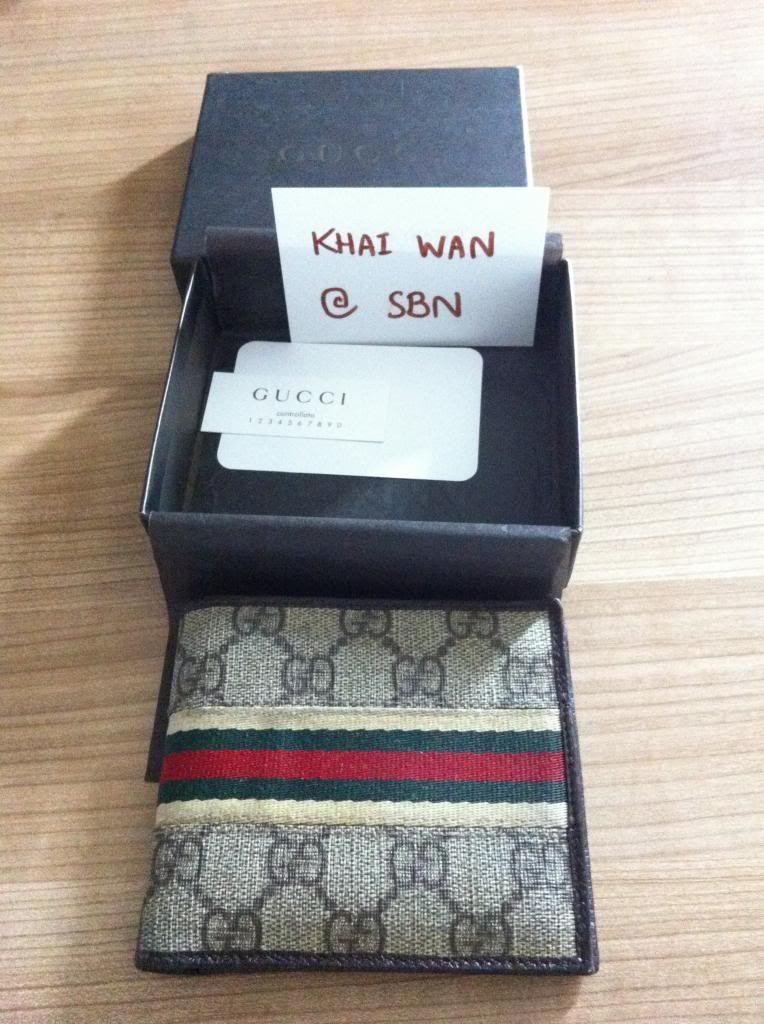 GUCCI
KHAI WAN
@ SBN
GUCCI
controllato
1234567890